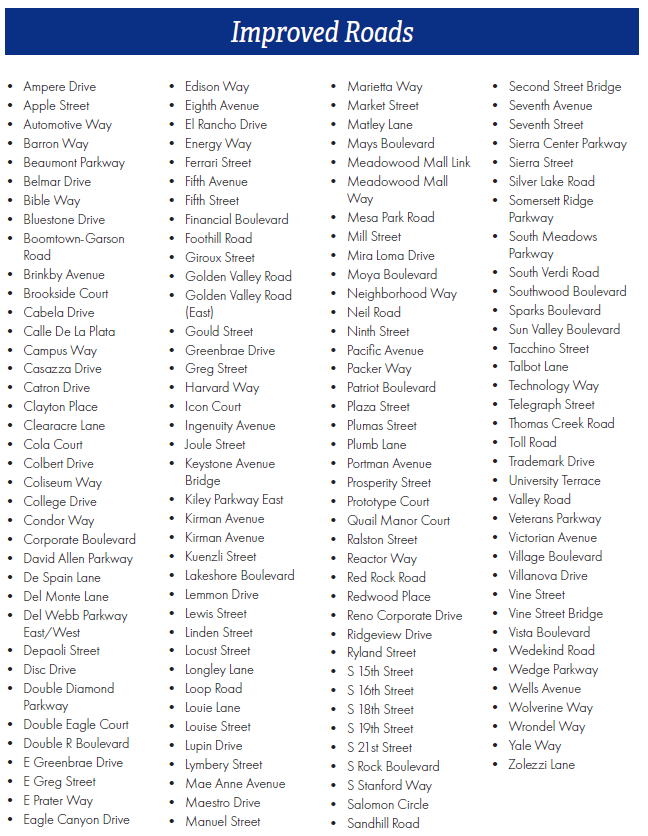 Improved Roads
• Ampere Drive
• Apple Street
• Automotive Way
• Barron Way
• Beaumont Parkway
• Belmar Drive
• Bible Way
• Bluestone Drive
• Boomtown-Garson
Road
• Brinkby Avenue
• Brookside Court
• Cabela Drive
• Calle De La Plata
• Campus Way
• Casazza Drive
• Catron Drive
• Clayton Place
• Clearacre Lane
• Cola Court
• Colbert Drive
• Coliseum Way
• College Drive
• Condor Way
• Corporate Boulevard
• David Allen Parkway
• De Spain Lane
• Del Monte Lane
• Del Webb Parkway
East/West
• Depaoli Street
• Disc Drive
• Double Diamond
Parkway
• Double Eagle Court
• Double R Boulevard
• E Greenbrae Drive
• E Greg Street
• E Prater Way
• Eagle Canyon Drive
• Edison Way
• Eighth Avenue
• El Rancho Drive
• Energy Way
• Ferrari Street
• Fifth Avenue
• Fifth Street
• Financial Boulevard
• Foothill Road
• Giroux Street
• Golden Valley Road
• Golden Valley Road
(East)
• Gould Street
• Greenbrae Drive
• Greg Street
• Harvard Way
• Icon Court
• Ingenuity Avenue
• Joule Street
• Keystone Avenue
Bridge
• Kiley Parkway East
• Kirman Avenue
• Kirman Avenue
• Kuenzli Street
• Lakeshore Boulevard
• Lemmon Drive
• Lewis Street
• Linden Street
• Locust Street
• Longley Lane
• Loop Road
• Louie Lane
• Louise Street
• Lupin Drive
• Lymbery Street
• Mae Anne Avenue
• Maestro Drive
• Manuel Street
• Marietta Way
• Market Street
• Matley Lane
• Mays Boulevard
• Meadowood Mall Link
• Meadowood Mall
Way
• Mesa Park Road
• Mill Street
• Mira Loma Drive
• Moya Boulevard
• Neighborhood Way
• Neil Road
• Ninth Street
• Pacific Avenue
• Packer Way
• Patriot Boulevard
• Plaza Street
• Plumas Street
• Plumb Lane
• Portman Avenue
• Prosperity Street
• Prototype Court
• Quail Manor Court
• Ralston Street
• Reactor Way
• Red Rock Road
• Redwood Place
• Reno Corporate Drive
• Ridgeview Drive
• Ryland Street
• S 15th Street
• S 16th Street
• S 18th Street
• S 19th Street
• S 21st Street
• S Rock Boulevard
• S Stanford Way
• Salomon Circle
• Sandhill Road
• Second Street Bridge
• Seventh Avenue
• Seventh Street
• Sierra Center Parkway
• Sierra Street
• Silver Lake Road
• Somersett Ridge
Parkway
• South Meadows
Parkway
• South Verdi Road
• Southwood Boulevard
• Sparks Boulevard
• Sun Valley Boulevard
• Tacchino Street
• Talbot Lane
• Technology Way
• Telegraph Street
• Thomas Creek Road
• Toll Road
• Trademark Drive
• University Terrace
• Valley Road
• Veterans Parkway
• Victorian Avenue
• Village Boulevard
• Villanova Drive
• Vine Street
• Vine Street Bridge
• Vista Boulevard
• Wedekind Road
• Wedge Parkway
• Wells Avenue
• Wolverine Way
• Wrondel Way
• Yale Way
• Zolezzi Lane